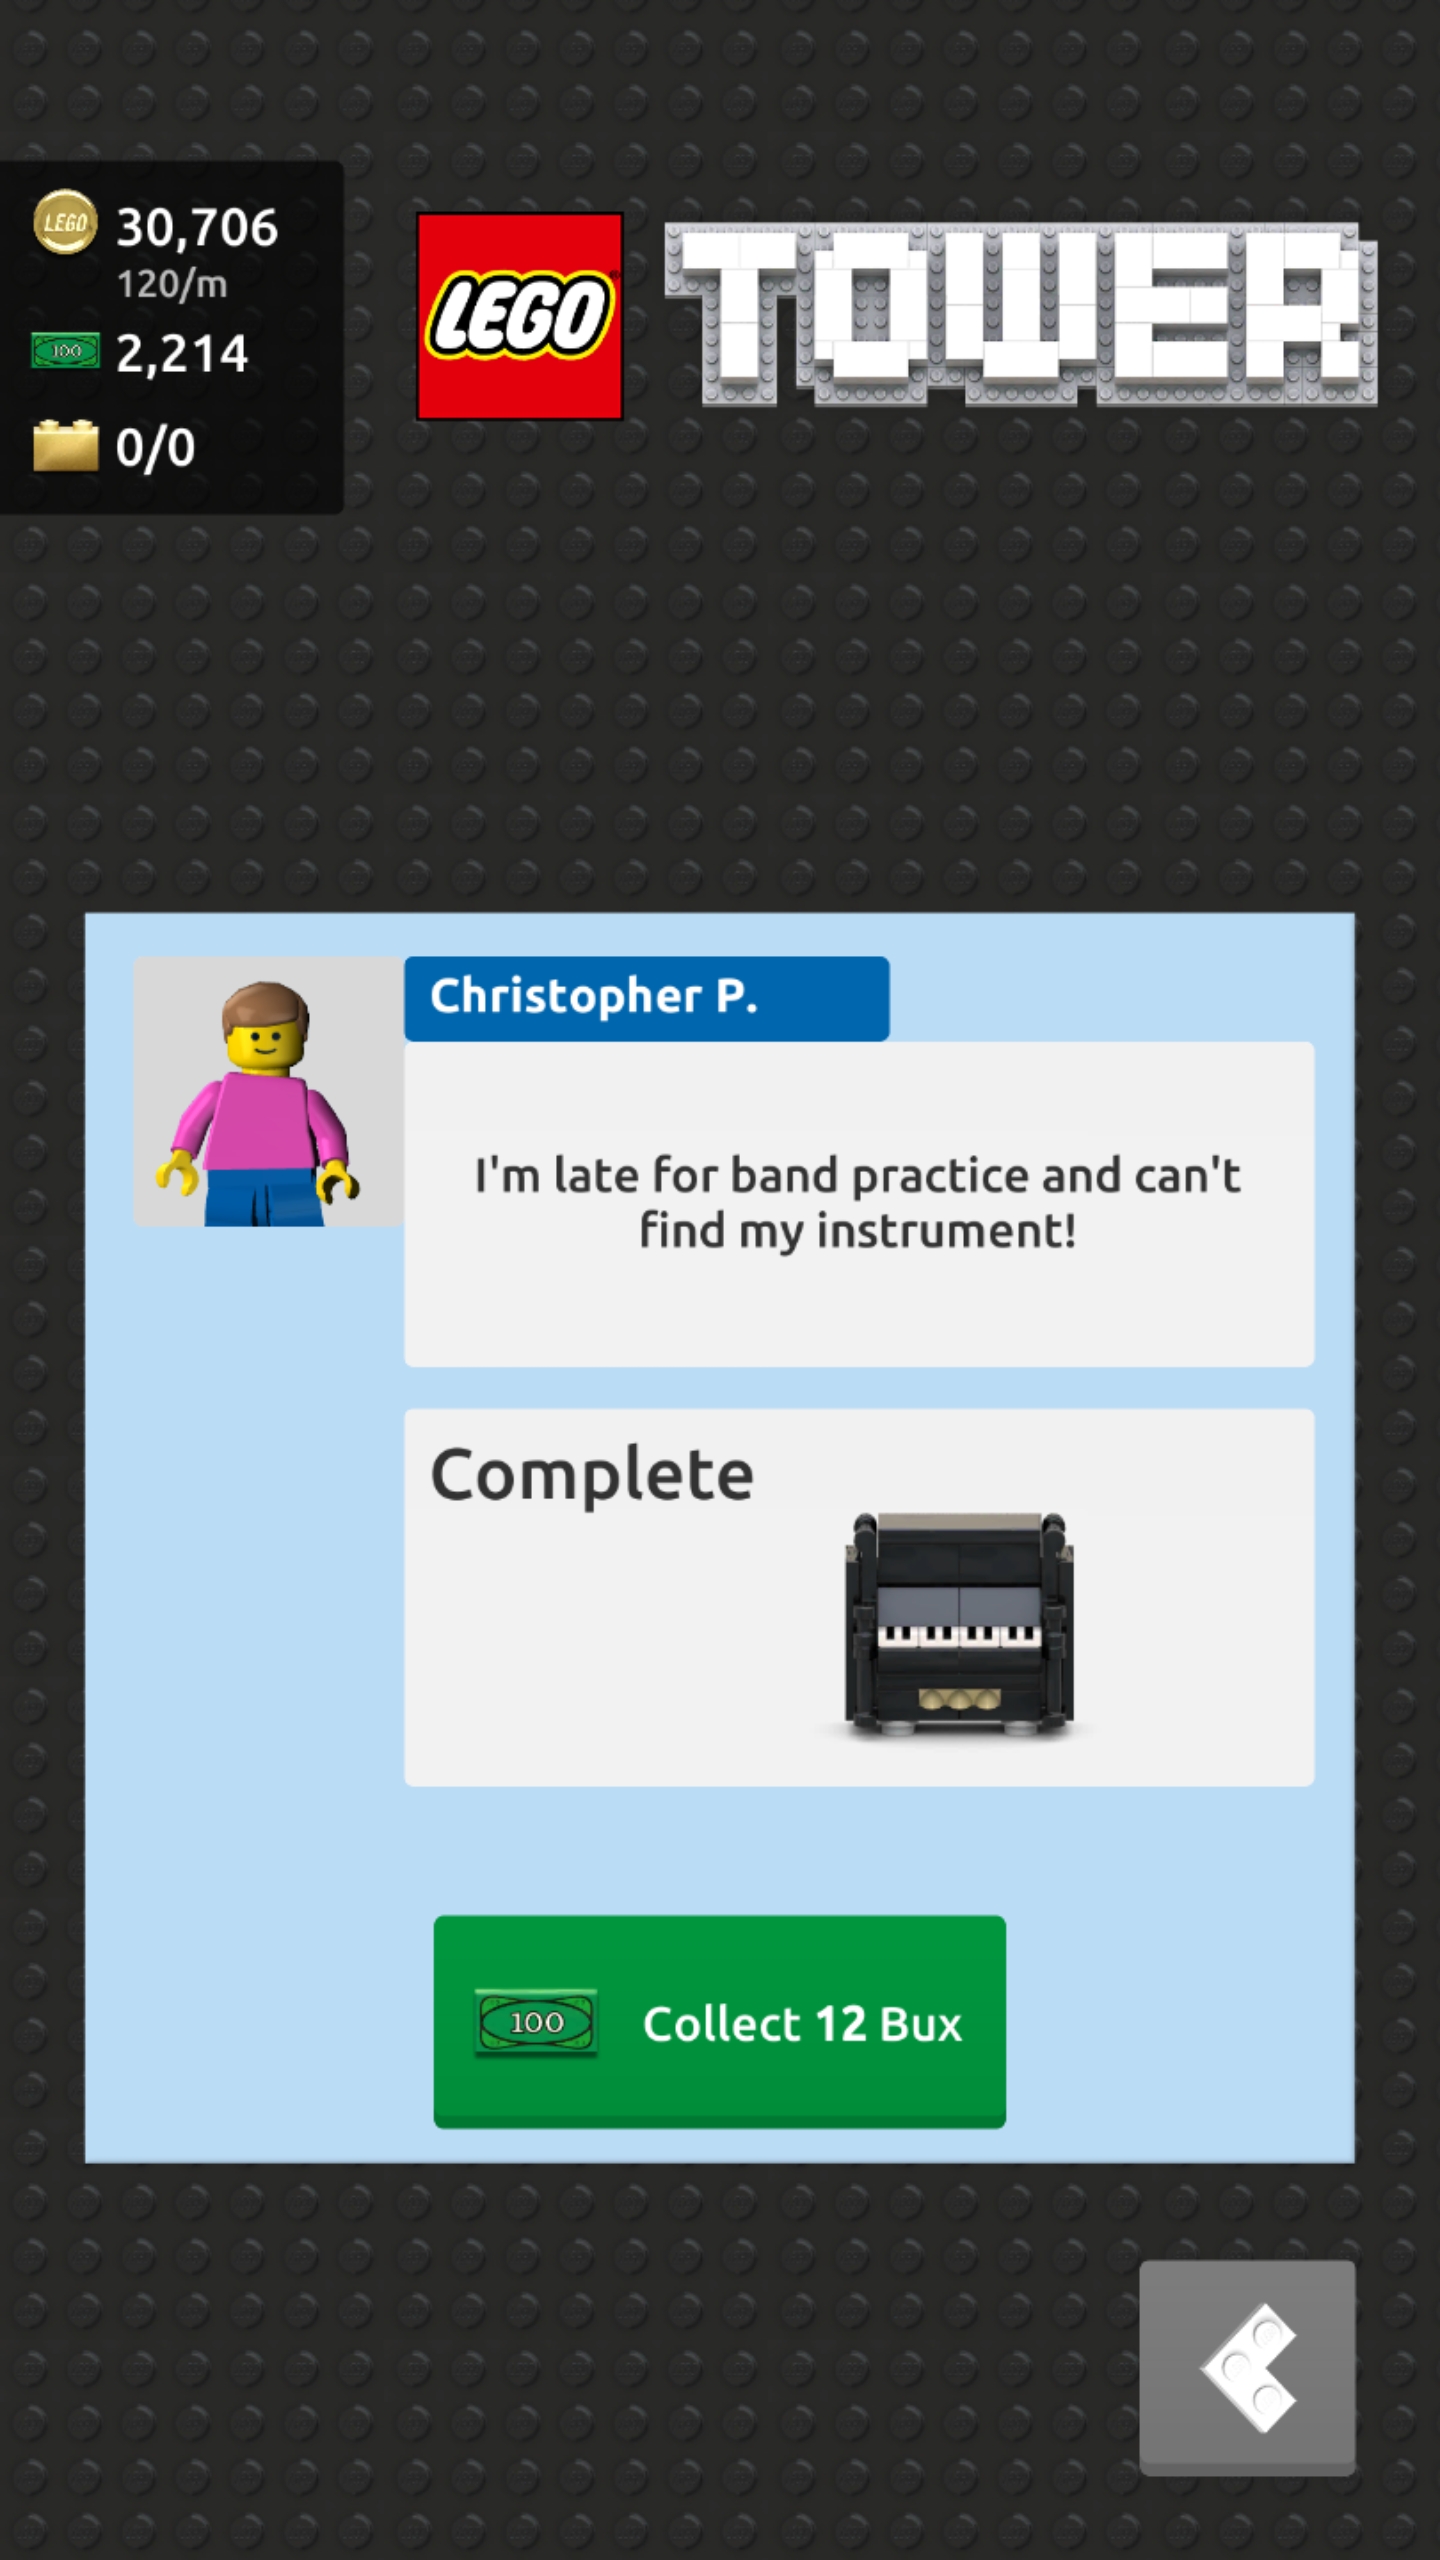 30,706
120/m
100
2,214
0/0
LEGO
LEGO
TOWER
Christopher P.
I'm late for band practice and can't
find my instrument!
Complete
100
Collect 12 Bux